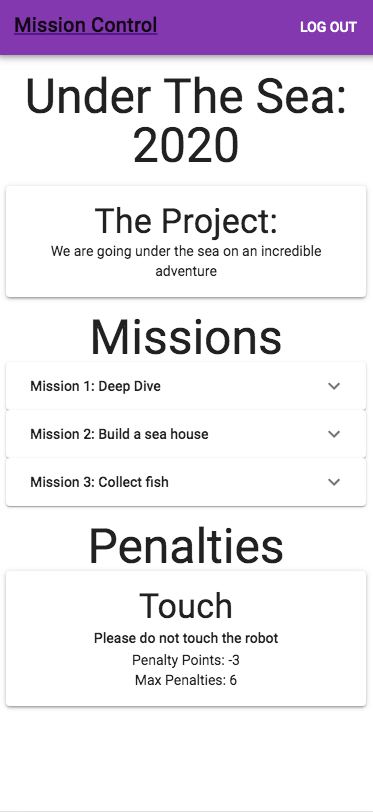 Mission Control
LOG OUT
Under The Sea:
2020
The Project:
We are going under the sea on an incredible
adventure
Missions
Mission 1: Deep Dive
Mission 2: Build a sea house
Mission 3: Collect fish
Penalties
Touch
Please do not touch the robot
Penalty Points: -3
Max Penalties: 6